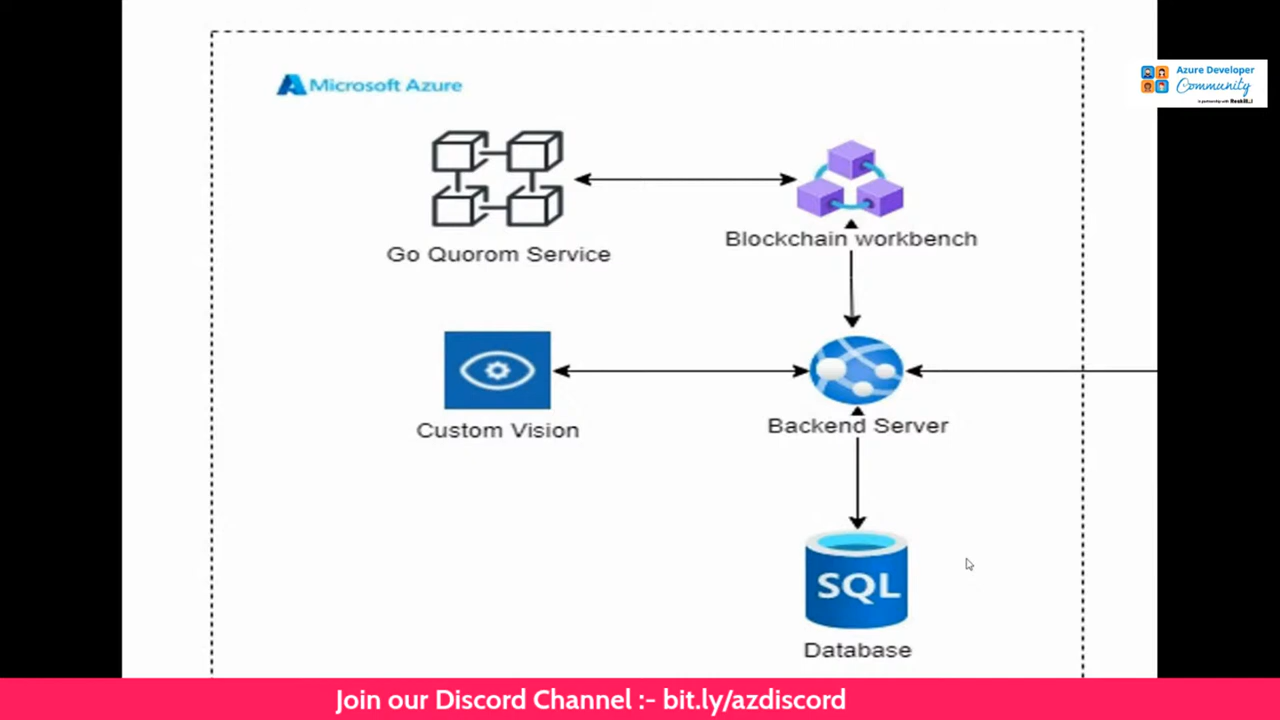 Microsoft Azure
Azure Developer
Community
Go Quorom Service
Blockchain workbench
Custom Vision
Backend Server
SQL
Database
Join our Discord Channel :- bit.ly/azdiscord